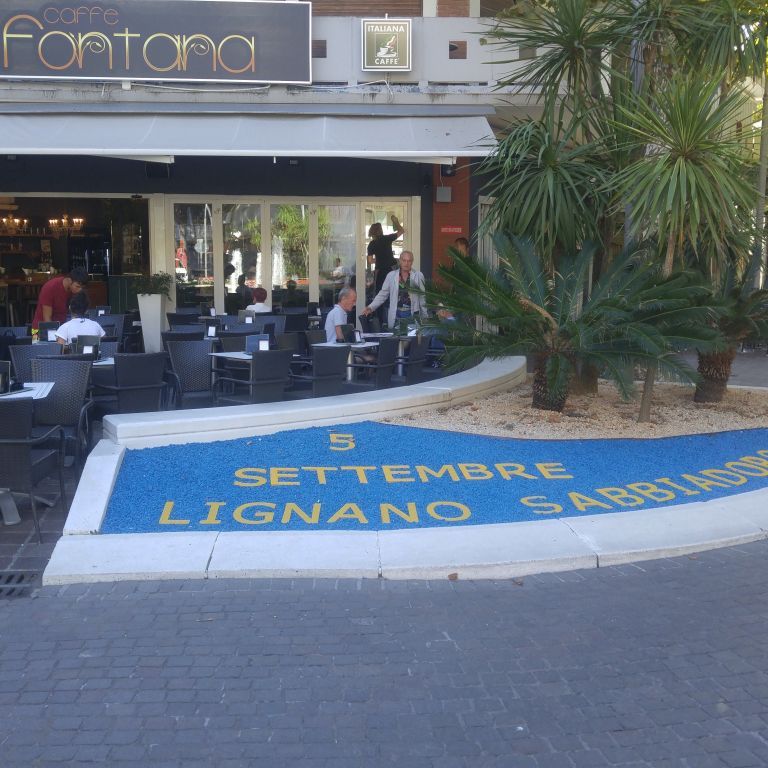 caffe
fontana
ITALIANA
CAFFE'
5
SETTEMBRE
LIGNANO SABBIADORO